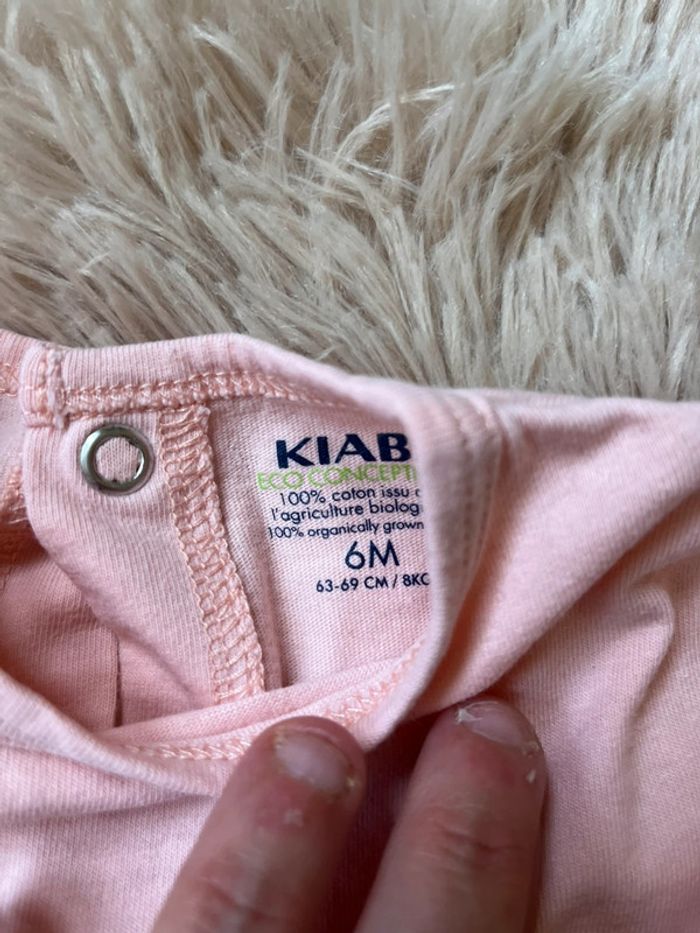 KIAB
ECO CONCEPT
100% coton issu
l'agriculture biolog
100% organically grown
6M
63-69 CM / 8KG